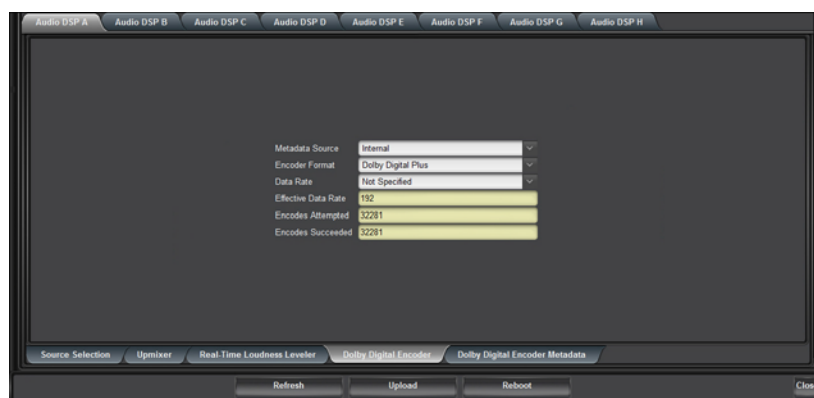 Audio DSP A Audio DSP B Audio DSP C Audio DSP D Audio DSP E Audio DSP F Audio DSP G Audio DSP H
Metadata Source Internal
Encoder Format Dolby Digital Plus
Data Rate Not Specified
Effective Data Rate 192
Encodes Attempted 32281
Encodes Succeeded 32281
Source Selection Upmixer Real-Time Loudness Leveler Dolby Digital Encoder Dolby Digital Encoder Metadata
Refresh Upload Reboot Clos